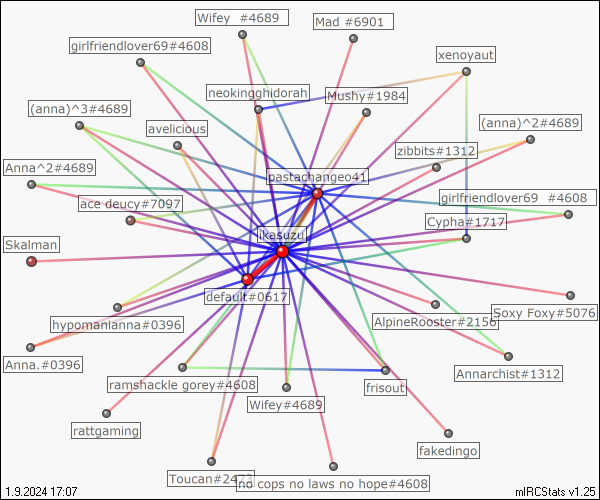 Wifey  #4689
Mad #6901
girlfriendlover69#4608
xenoyaut
neokingghidorah
Mushy#1984
(anna)^3#4689
avelicious
(anna)^2#4689
zibbits#1312
Anna^2#4689
pastachangeo41
ace deucy#7097
girlfriendlover69  #4608
Cypha#1717
ikasuzu
Skalman
default#0617
Soxy Foxy#5076
hypomanianna#0396
AlpineRooster#2156
Anna.#0396
Annarchist#1312
ramshackle gorey#4608
frisout
Wifey#4689
rattgaming
fakedingo
Toucan#2473
no cops no laws no hope#4608
1.9.2024 17:07
mIRCStats v1.25